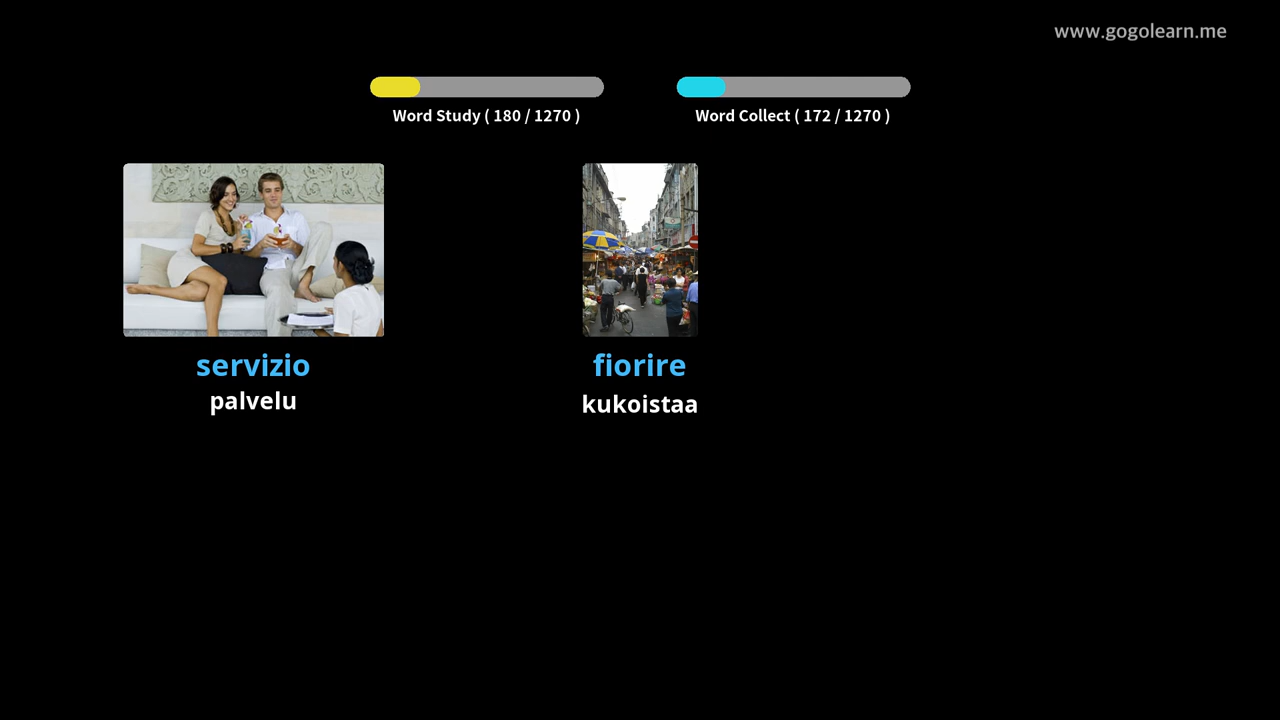 www.gogolearn.me
Word Study ( 180 / 1270 )
Word Collect ( 172 / 1270 )
servizio
palvelu
fiorire
kukoistaa